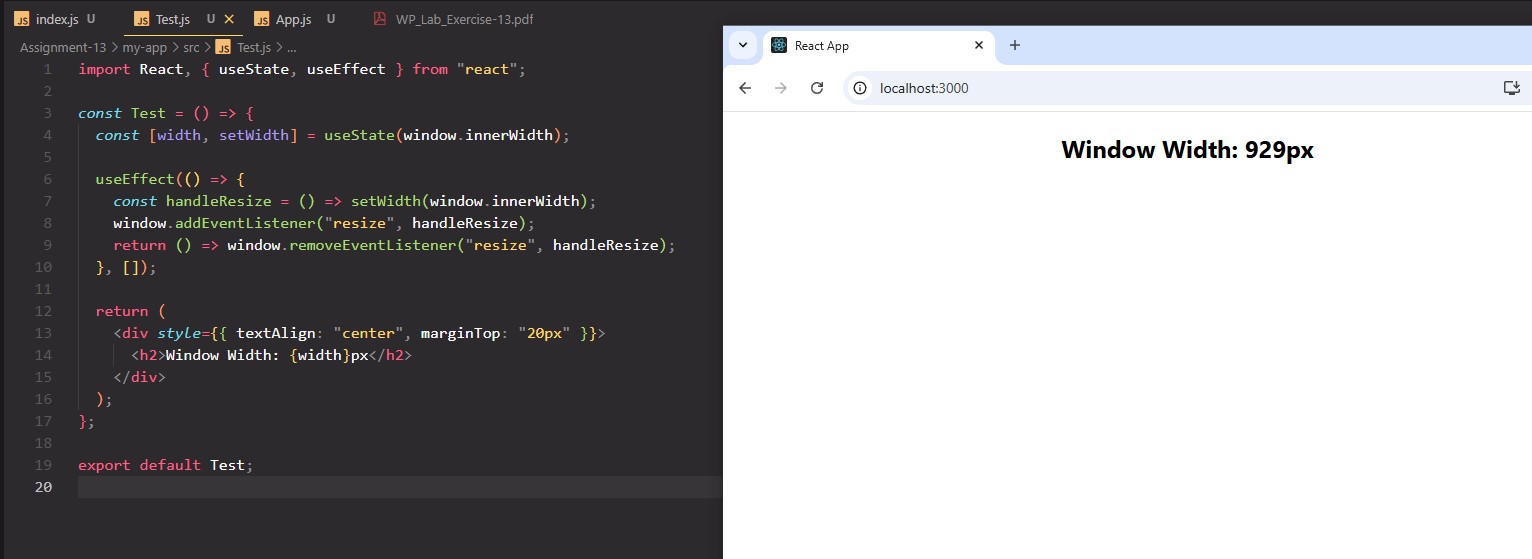 index.js U Test.js U App.js U WP_Lab_Exercise-13.pdf
Assignment-13 > my-app > src > Test.js > ...
1 import React, { useState, useEffect } from "react";
2
3 const Test = () => {
4 const [width, setWidth] = useState(window.innerWidth);
5
6 useEffect(() => {
7 const handleResize = () => setWidth(window.innerWidth);
8 window.addEventListener("resize", handleResize);
9 return () => window.removeEventListener("resize", handleResize);
10 }, []);
11
12 return (
13 <div style={{ textAlign: "center", marginTop: "20px" }}>
14 <h2>Window Width: {width}px</h2>
15 </div>
16 );
17 };
18
19 export default Test;
20
React App
localhost:3000
Window Width: 929px